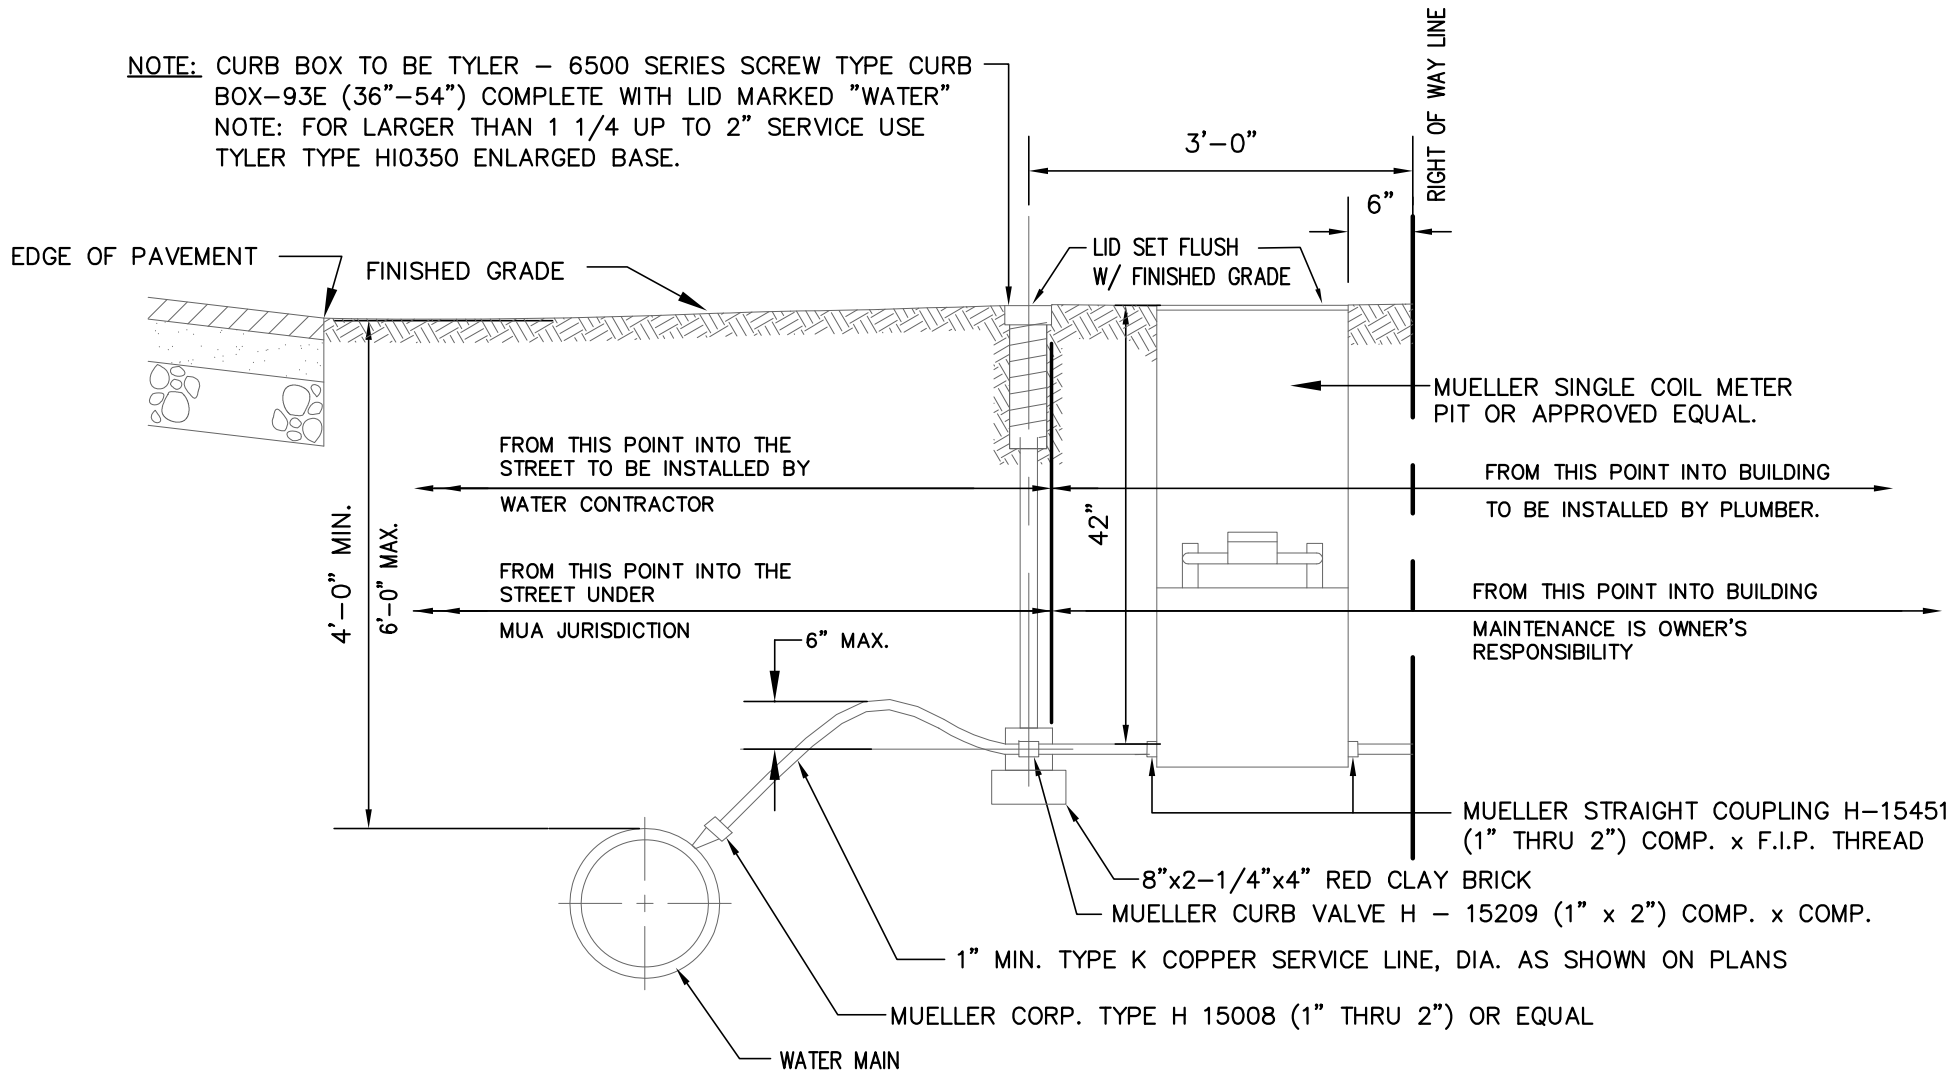 NOTE: CURB BOX TO BE TYLER – 6500 SERIES SCREW TYPE CURB
BOX–93E (36"–54") COMPLETE WITH LID MARKED "WATER"
NOTE: FOR LARGER THAN 1 1/4 UP TO 2" SERVICE USE
TYLER TYPE HI0350 ENLARGED BASE.
RIGHT OF WAY LINE
3'–0"
6"
EDGE OF PAVEMENT
FINISHED GRADE
LID SET FLUSH
W/ FINISHED GRADE
MUELLER SINGLE COIL METER
PIT OR APPROVED EQUAL.
FROM THIS POINT INTO THE
STREET TO BE INSTALLED BY
WATER CONTRACTOR
FROM THIS POINT INTO BUILDING
TO BE INSTALLED BY PLUMBER.
4'–0" MIN.
6'–0" MAX.
42"
FROM THIS POINT INTO THE
STREET UNDER
MUA JURISDICTION
FROM THIS POINT INTO BUILDING
MAINTENANCE IS OWNER'S
RESPONSIBILITY
6" MAX.
MUELLER STRAIGHT COUPLING H–15451
(1" THRU 2") COMP. x F.I.P. THREAD
8"x2–1/4"x4" RED CLAY BRICK
MUELLER CURB VALVE H – 15209 (1" x 2") COMP. x COMP.
1" MIN. TYPE K COPPER SERVICE LINE, DIA. AS SHOWN ON PLANS
MUELLER CORP. TYPE H 15008 (1" THRU 2") OR EQUAL
WATER MAIN